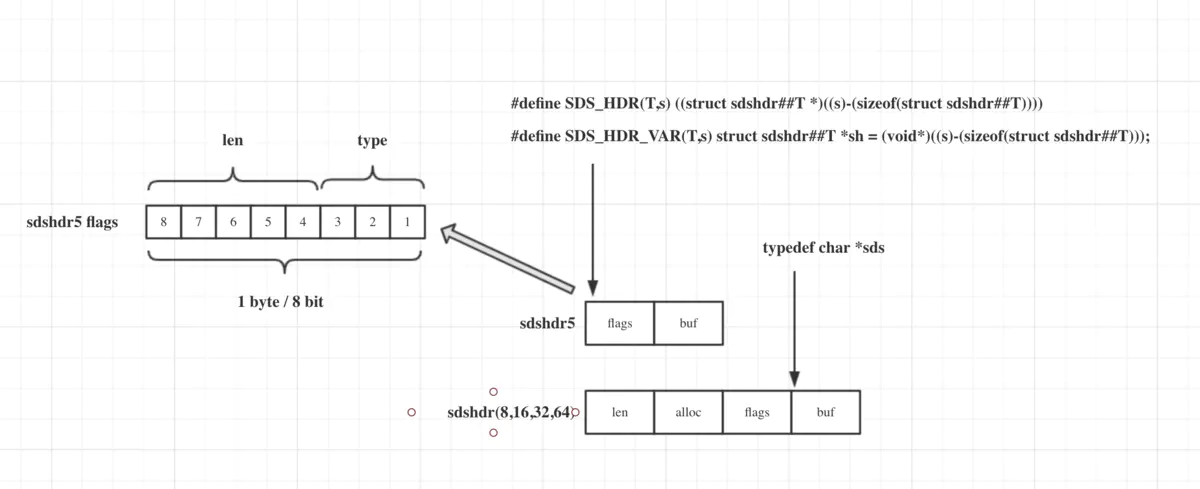 #define SDS_HDR(T,s) ((struct sdshdr##T *)((s)-(sizeof(struct sdshdr##T))))
#define SDS_HDR_VAR(T,s) struct sdshdr##T *sh = (void*)((s)-(sizeof(struct sdshdr##T)));
len type
sdshdr5 flags 8 7 6 5 4 3 2 1
typedef char *sds
1 byte / 8 bit
sdshdr5 flags buf
sdshdr(8,16,32,64) len alloc flags buf